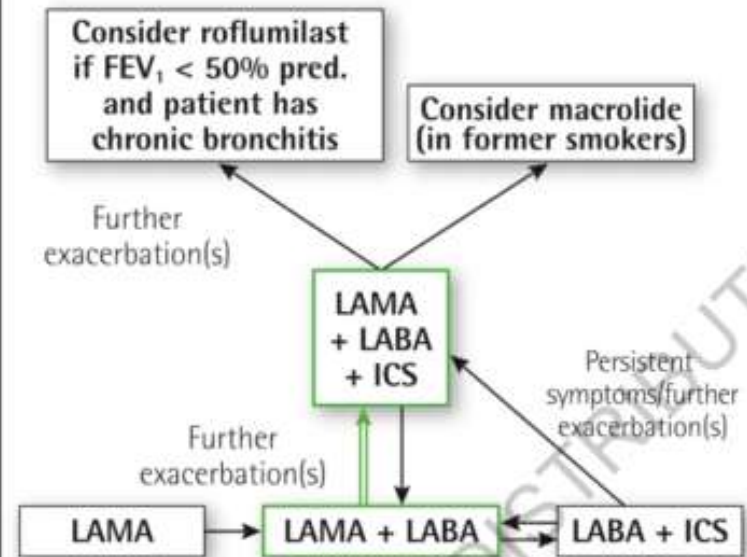 Consider roflumilast
if FEV₁ < 50% pred.
and patient has
chronic bronchitis
Consider macrolide
(in former smokers)
Further
exacerbation(s)
LAMA
+ LABA
+ ICS
Persistent
symptoms/further
exacerbation(s)
Further
exacerbation(s)
LAMA
LAMA + LABA
LABA + ICS
DISTRIBUT